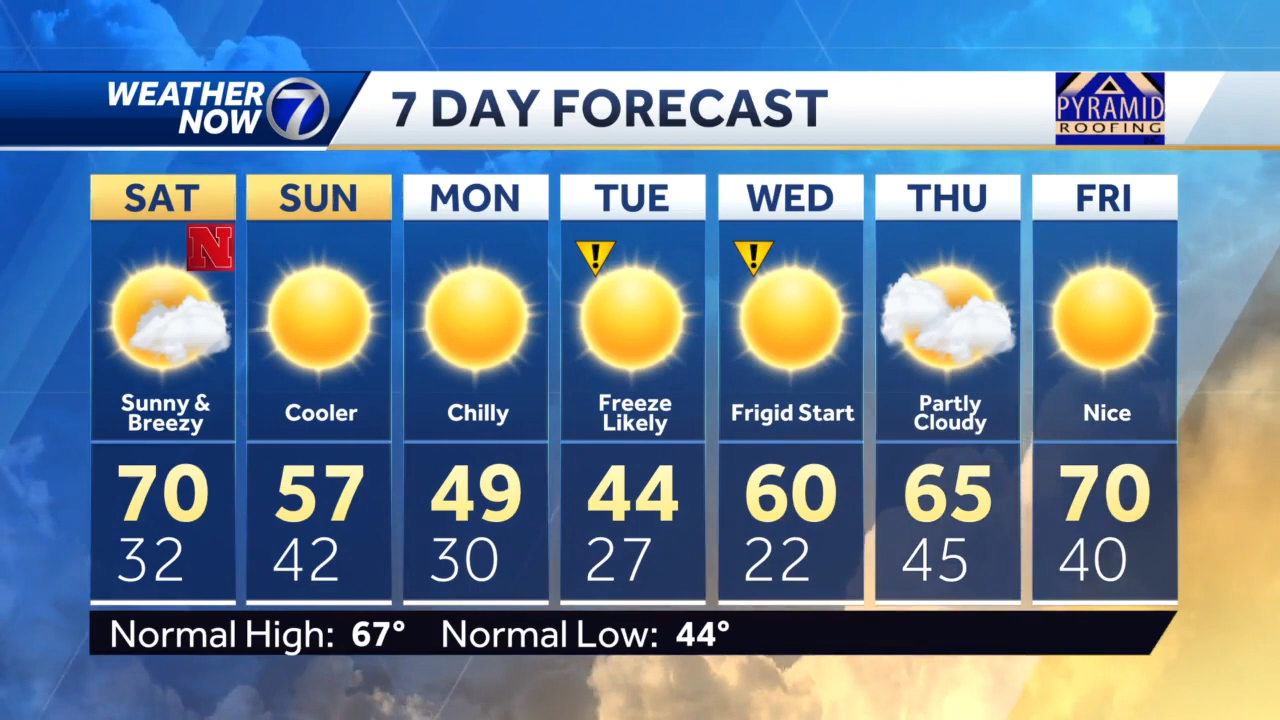 WEATHER
NOW 7
7 DAY FORECAST
PYRAMID
ROOFING
SAT
SUN
MON
TUE
WED
THU
FRI
N
!
!
Sunny &
Breezy
Cooler
Chilly
Freeze
Likely
Frigid Start
Partly
Cloudy
Nice
70
57
49
44
60
65
70
32
42
30
27
22
45
40
Normal High: 67° Normal Low: 44°